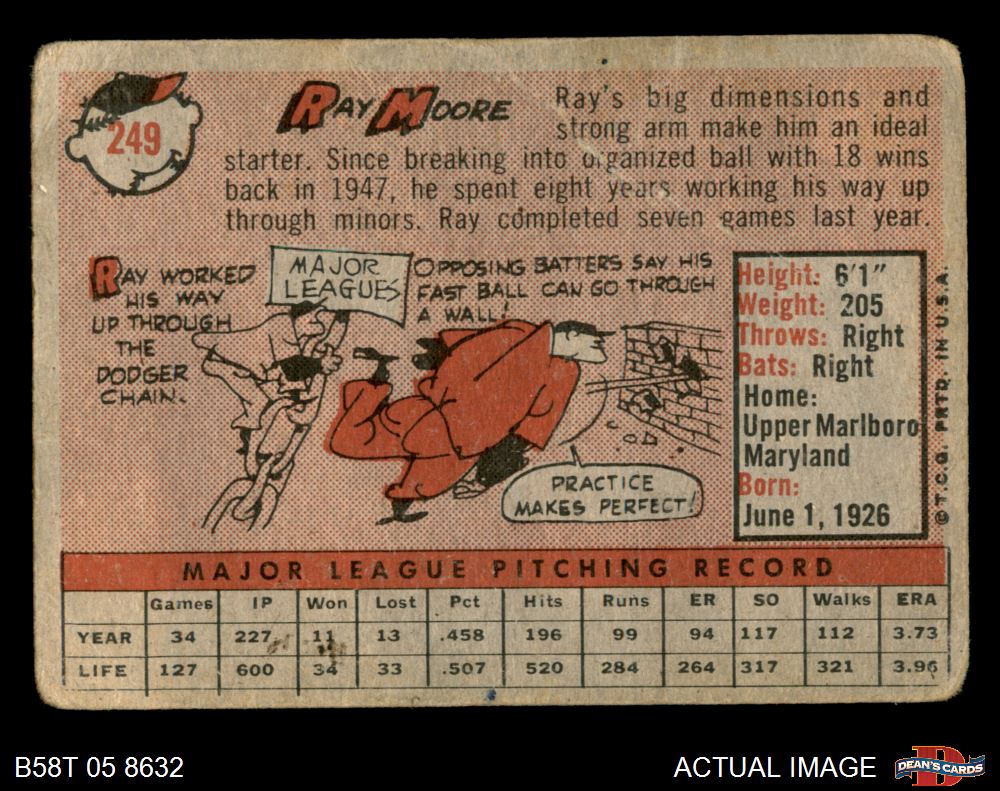 249
RAY MOORE
Ray's big dimensions and
strong arm make him an ideal
starter. Since breaking into organized ball with 18 wins
back in 1947, he spent eight years working his way up
through minors. Ray completed seven games last year.
RAY WORKED
HIS WAY
UP THROUGH
THE
DODGER
CHAIN.
MAJOR
LEAGUES
OPPOSING BATTERS SAY HIS
FAST BALL CAN GO THROUGH
A WALL!
PRACTICE
MAKES PERFECT!
Height: 6'1"
Weight: 205
Throws: Right
Bats: Right
Home:
Upper Marlboro
Maryland
Born:
June 1, 1926
© T.C.G. PRTD. IN U.S.A.
MAJOR LEAGUE PITCHING RECORD
Games IP Won Lost Pct Hits Runs ER SO Walks ERA
YEAR 34 227 11 13 .458 196 99 94 117 112 3.73
LIFE 127 600 34 33 .507 520 284 264 317 321 3.96
B58T 05 8632
ACTUAL IMAGE
DEAN'S CARDS